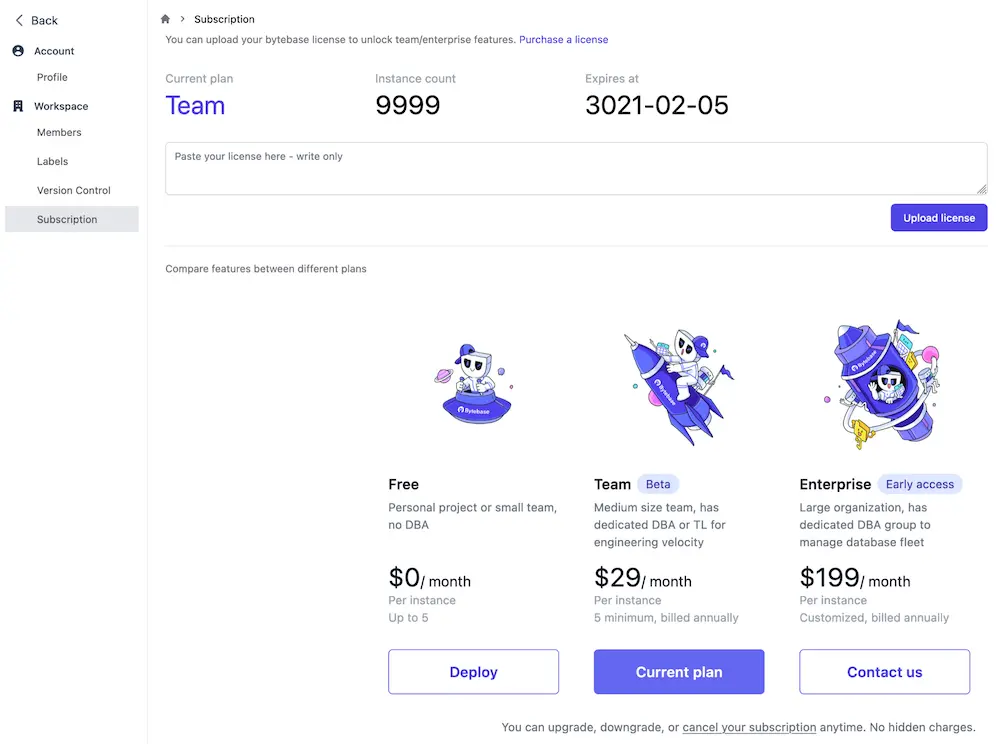 Back
Account
Profile
Workspace
Members
Labels
Version Control
Subscription
Subscription
You can upload your bytebase license to unlock team/enterprise features. Purchase a license
Current plan
Team
Instance count
9999
Expires at
3021-02-05
Paste your license here - write only
Upload license
Compare features between different plans
Bytebase
Bytebase
Bytebase
Free
Personal project or small team,
no DBA
$0/ month
Per instance
Up to 5
Deploy
Team Beta
Medium size team, has
dedicated DBA or TL for
engineering velocity
$29/ month
Per instance
5 minimum, billed annually
Current plan
Enterprise Early access
Large organization, has
dedicated DBA group to
manage database fleet
$199/ month
Per instance
Customized, billed annually
Contact us
You can upgrade, downgrade, or cancel your subscription anytime. No hidden charges.